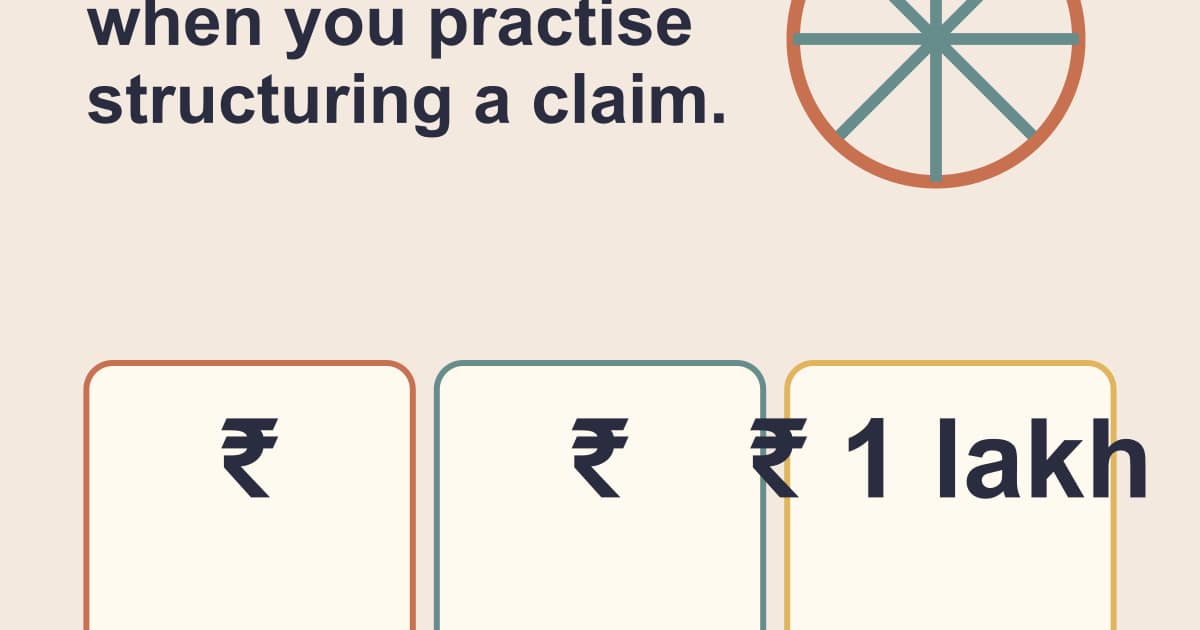 when you practise
structuring a claim.
₹
₹
₹ 1 lakh